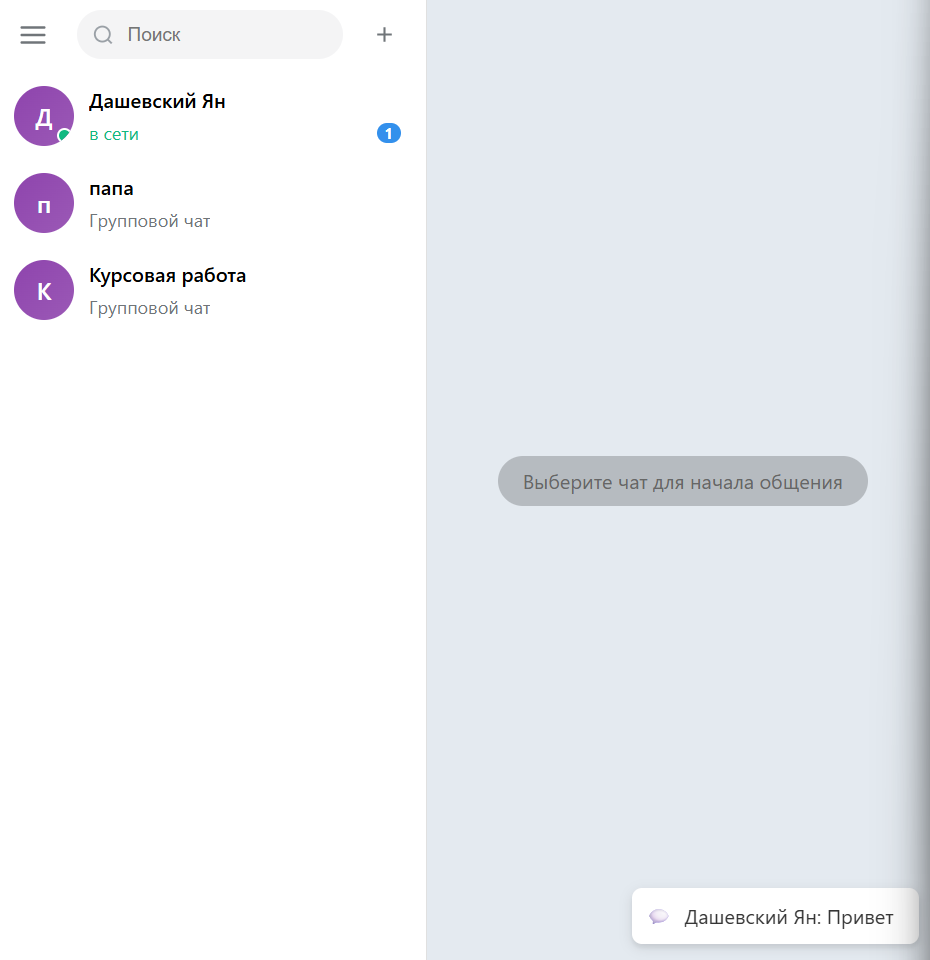 Поиск
+
Д
Дашевский Ян
в сети
1
п
папа
Групповой чат
К
Курсовая работа
Групповой чат
Выберите чат для начала общения
Дашевский Ян: Привет